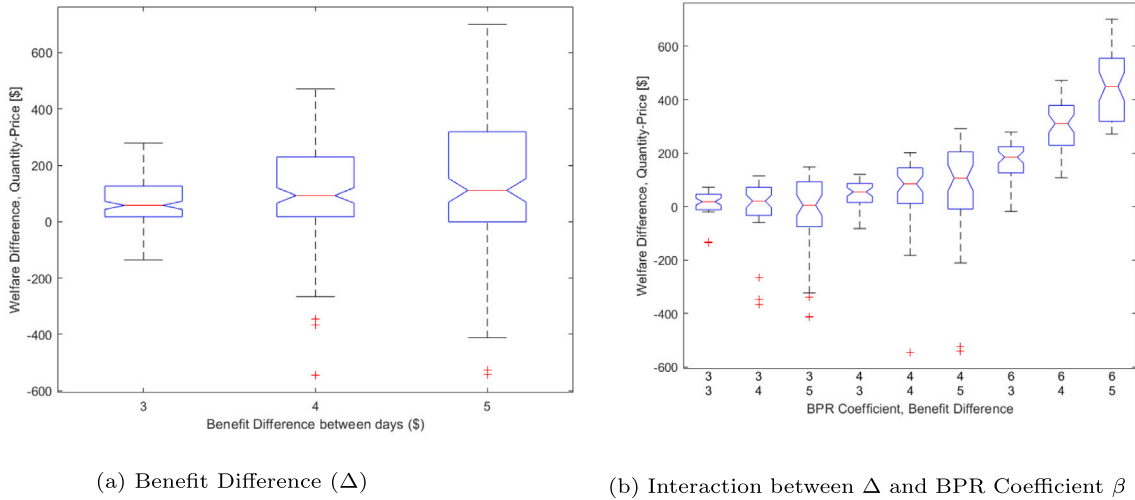 600
400
200
0
-200
-400
-600
Welfare Difference, Quantity-Price [$]
3 4 5
Benefit Difference between days ($)
(a) Benefit Difference (Δ)
600
400
200
0
-200
-400
-600
Welfare Difference, Quantity-Price [$]
3 3 3 4 4 4 6 6 6
3 4 5 3 4 5 3 4 5
BPR Coefficient, Benefit Difference
(b) Interaction between Δ and BPR Coefficient β